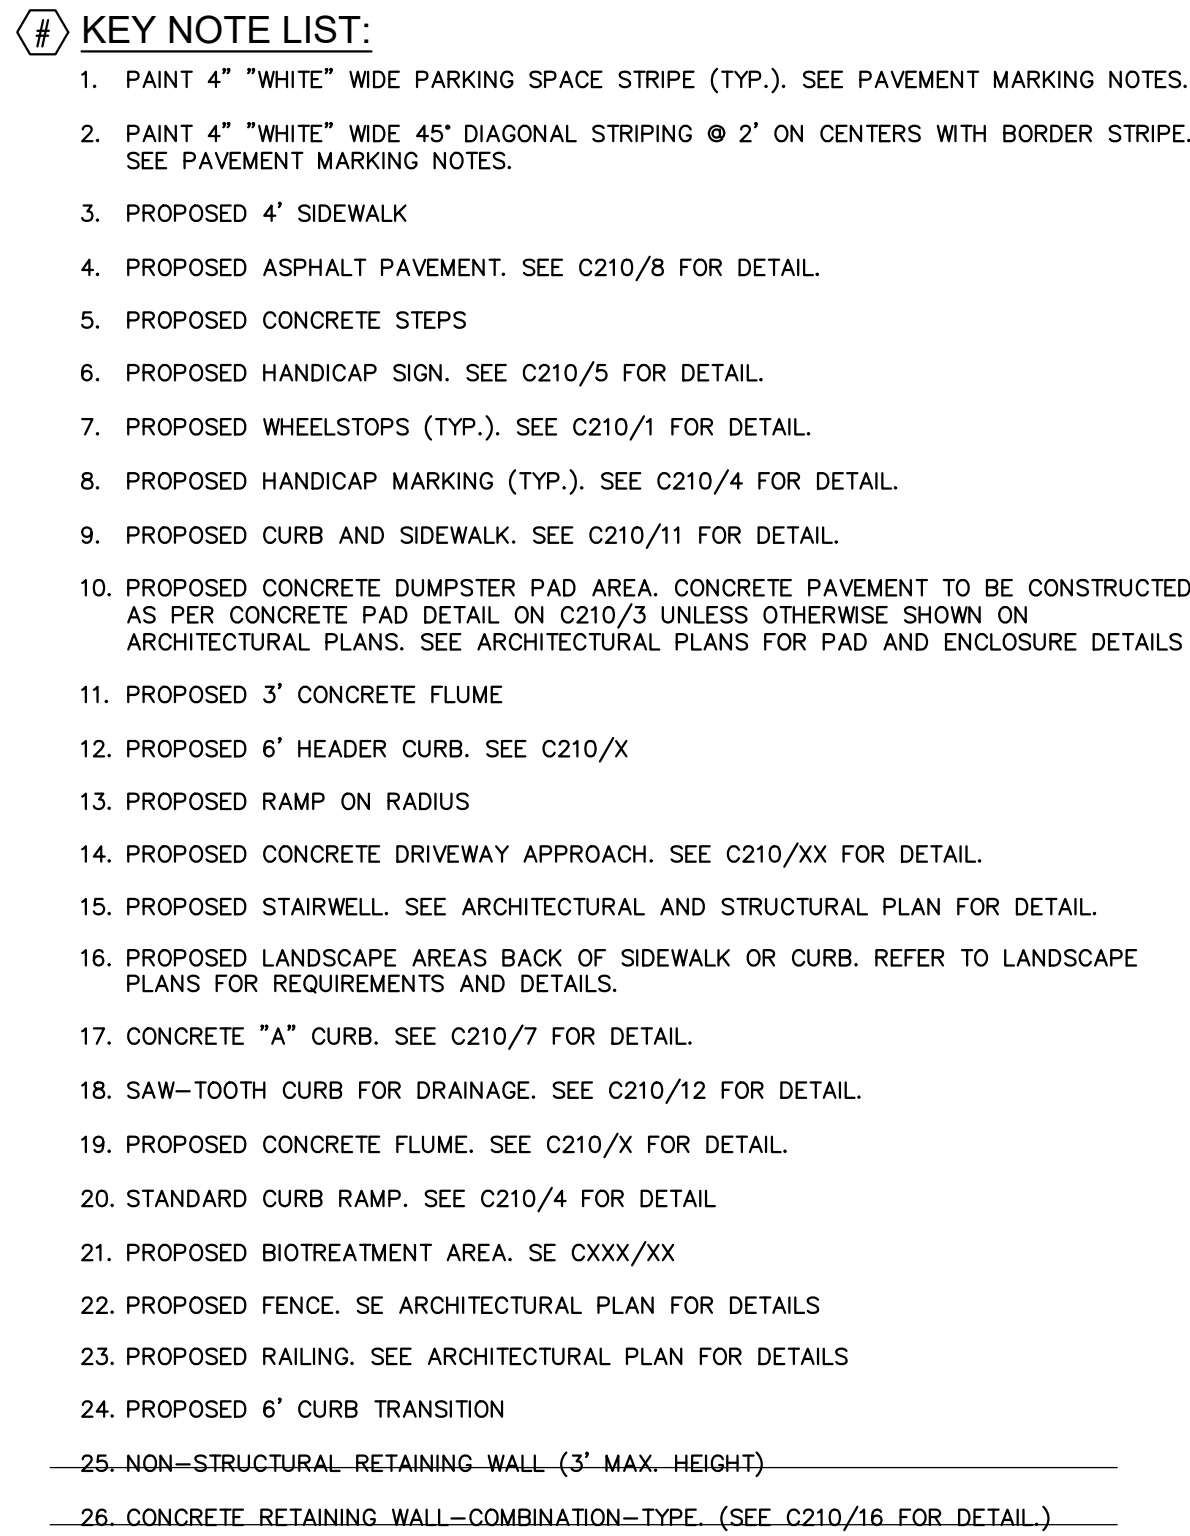 # KEY NOTE LIST:
1. PAINT 4" "WHITE" WIDE PARKING SPACE STRIPE (TYP.). SEE PAVEMENT MARKING NOTES.
2. PAINT 4" "WHITE" WIDE 45° DIAGONAL STRIPING @ 2' ON CENTERS WITH BORDER STRIPE.
SEE PAVEMENT MARKING NOTES.
3. PROPOSED 4' SIDEWALK
4. PROPOSED ASPHALT PAVEMENT. SEE C210/8 FOR DETAIL.
5. PROPOSED CONCRETE STEPS
6. PROPOSED HANDICAP SIGN. SEE C210/5 FOR DETAIL.
7. PROPOSED WHEELSTOPS (TYP.). SEE C210/1 FOR DETAIL.
8. PROPOSED HANDICAP MARKING (TYP.). SEE C210/4 FOR DETAIL.
9. PROPOSED CURB AND SIDEWALK. SEE C210/11 FOR DETAIL.
10. PROPOSED CONCRETE DUMPSTER PAD AREA. CONCRETE PAVEMENT TO BE CONSTRUCTED
AS PER CONCRETE PAD DETAIL ON C210/3 UNLESS OTHERWISE SHOWN ON
ARCHITECTURAL PLANS. SEE ARCHITECTURAL PLANS FOR PAD AND ENCLOSURE DETAILS
11. PROPOSED 3' CONCRETE FLUME
12. PROPOSED 6' HEADER CURB. SEE C210/X
13. PROPOSED RAMP ON RADIUS
14. PROPOSED CONCRETE DRIVEWAY APPROACH. SEE C210/XX FOR DETAIL.
15. PROPOSED STAIRWELL. SEE ARCHITECTURAL AND STRUCTURAL PLAN FOR DETAIL.
16. PROPOSED LANDSCAPE AREAS BACK OF SIDEWALK OR CURB. REFER TO LANDSCAPE
PLANS FOR REQUIREMENTS AND DETAILS.
17. CONCRETE "A" CURB. SEE C210/7 FOR DETAIL.
18. SAW-TOOTH CURB FOR DRAINAGE. SEE C210/12 FOR DETAIL.
19. PROPOSED CONCRETE FLUME. SEE C210/X FOR DETAIL.
20. STANDARD CURB RAMP. SEE C210/4 FOR DETAIL
21. PROPOSED BIOTREATMENT AREA. SE CXXX/XX
22. PROPOSED FENCE. SE ARCHITECTURAL PLAN FOR DETAILS
23. PROPOSED RAILING. SEE ARCHITECTURAL PLAN FOR DETAILS
24. PROPOSED 6' CURB TRANSITION
25. NON-STRUCTURAL RETAINING WALL (3' MAX. HEIGHT)
26. CONCRETE RETAINING WALL-COMBINATION-TYPE. (SEE C210/16 FOR DETAIL.)